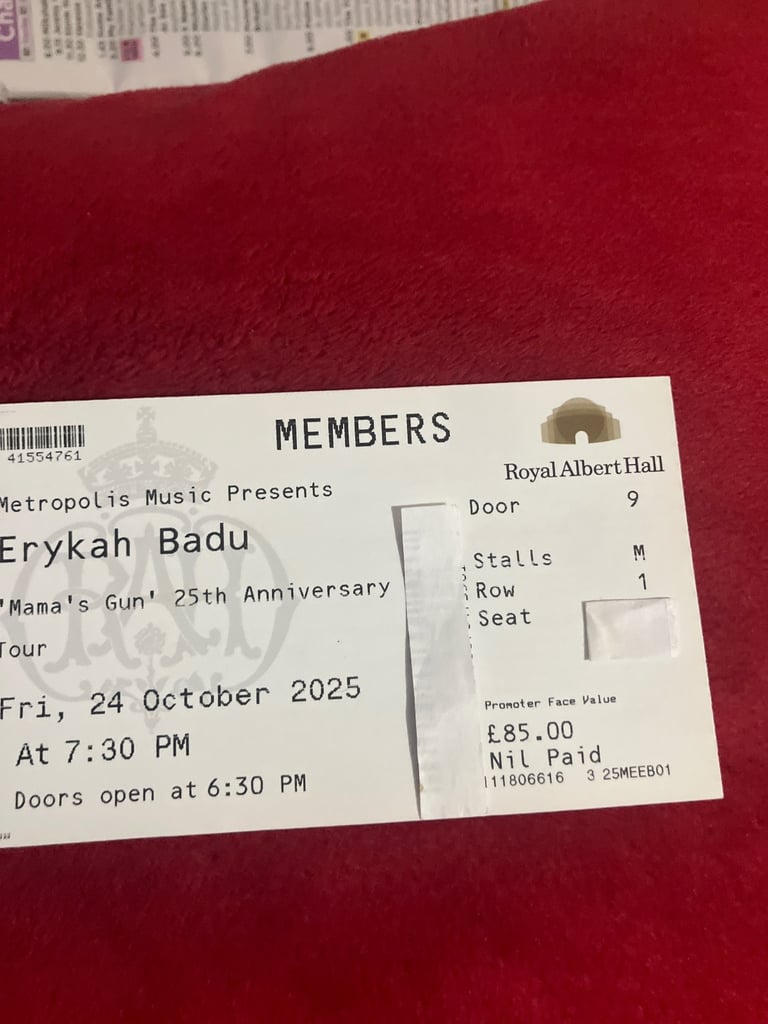 Cha
41554761
MEMBERS
Royal Albert Hall
Metropolis Music Presents
Erykah Badu
'Mama's Gun' 25th Anniversary
Tour
Fri, 24 October 2025
At 7:30 PM
Doors open at 6:30 PM
Door 9
Stalls M
Row 1
Seat
Promoter Face Value
£85.00
Nil Paid
111806616 3 25MEEB01